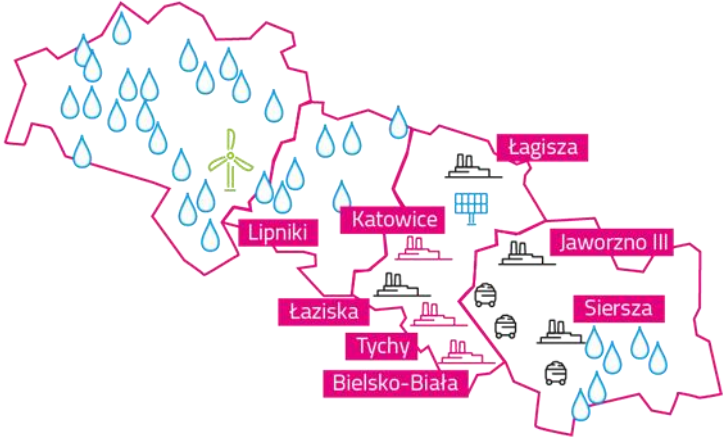 Łagisza
Katowice
Lipniki
Jaworzno III
Łaziska
Siersza
Tychy
Bielsko-Biała